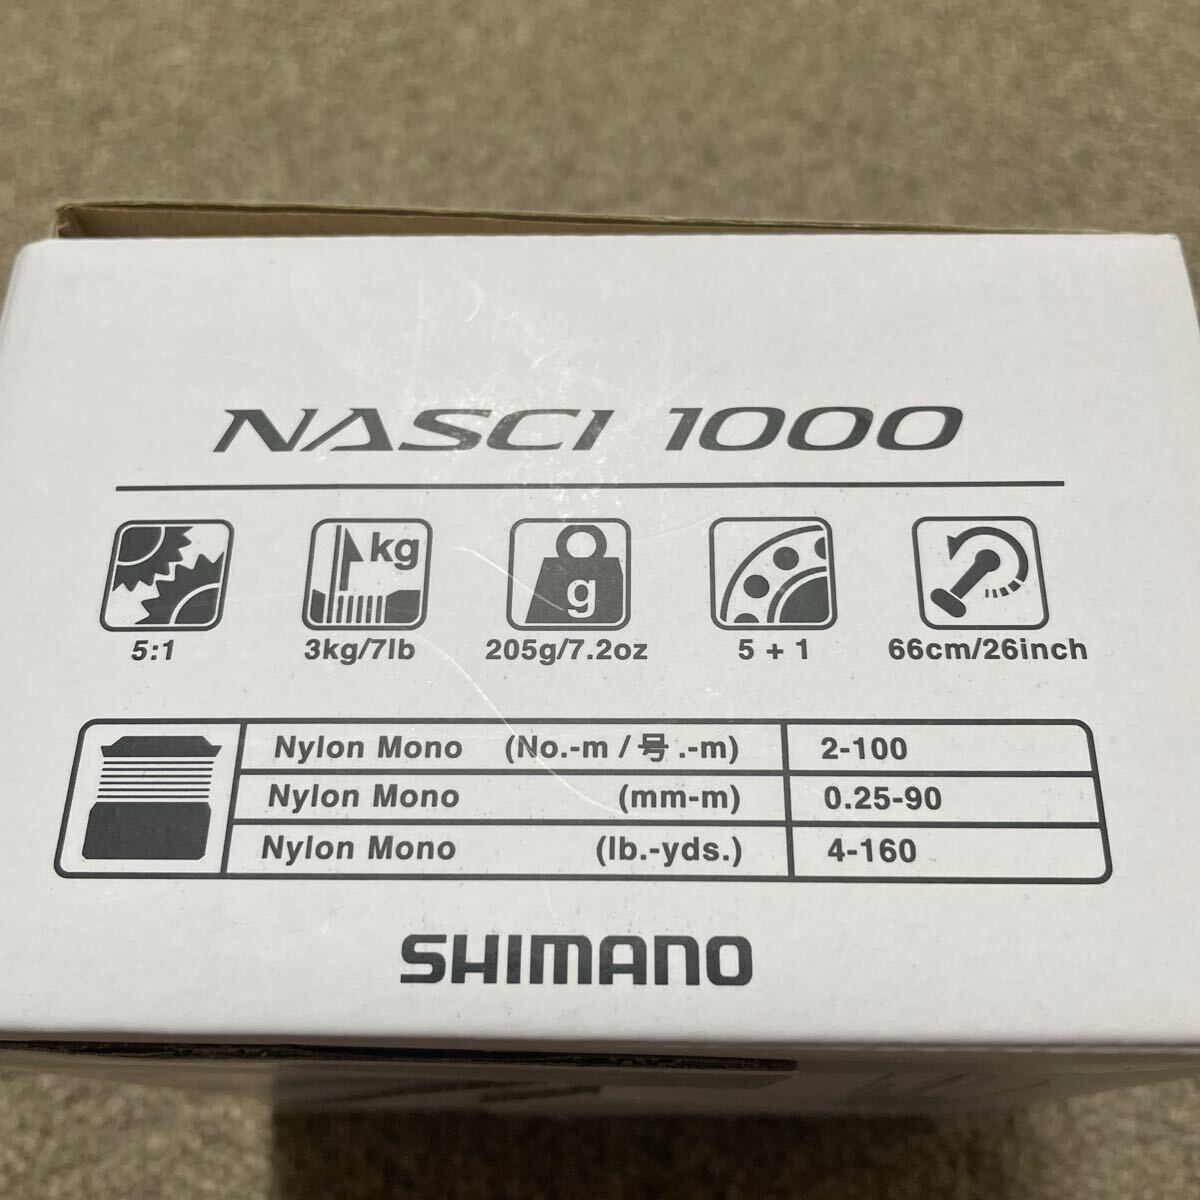 NASCI 1000
kg
g
5:1 3kg/7lb 205g/7.2oz 5 + 1 66cm/26inch
Nylon Mono (No.-m / 号 .-m) 2-100
Nylon Mono (mm-m) 0.25-90
Nylon Mono (lb.-yds.) 4-160
SHIMANO